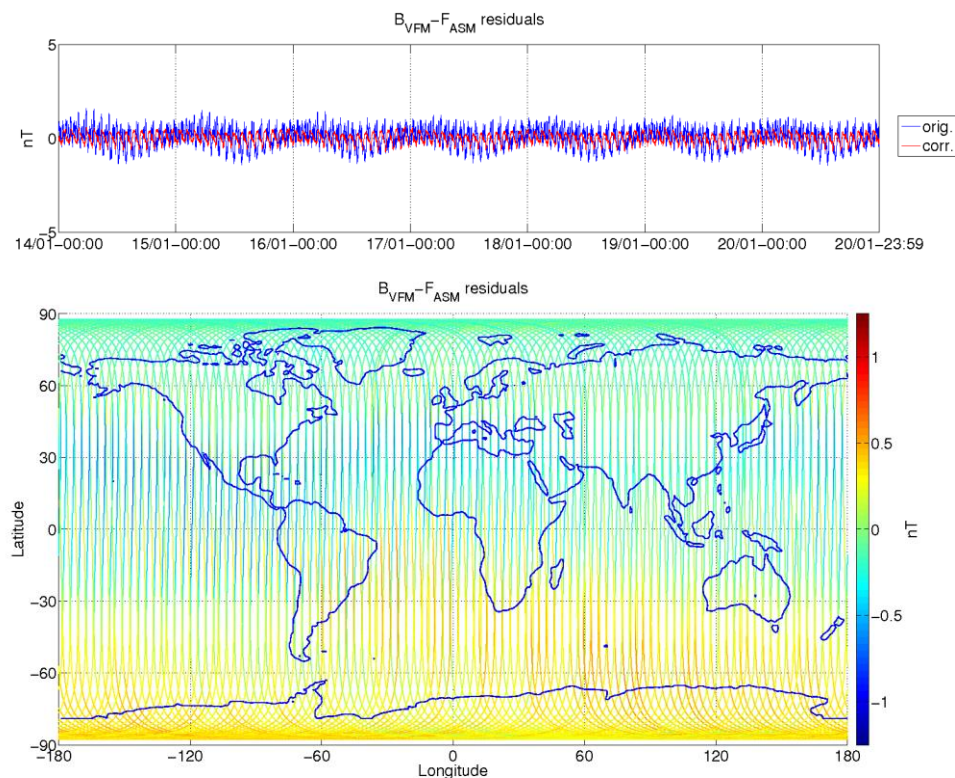 B_VFM−F_ASM residuals
5
0
−5
nT
14/01−00:00 15/01−00:00 16/01−00:00 17/01−00:00 18/01−00:00 19/01−00:00 20/01−00:00 20/01−23:59
orig.
corr.
B_VFM−F_ASM residuals
90
60
30
0
−30
−60
−90
Latitude
−180 −120 −60 0 60 120 180
Longitude
1
0.5
0
−0.5
−1
nT